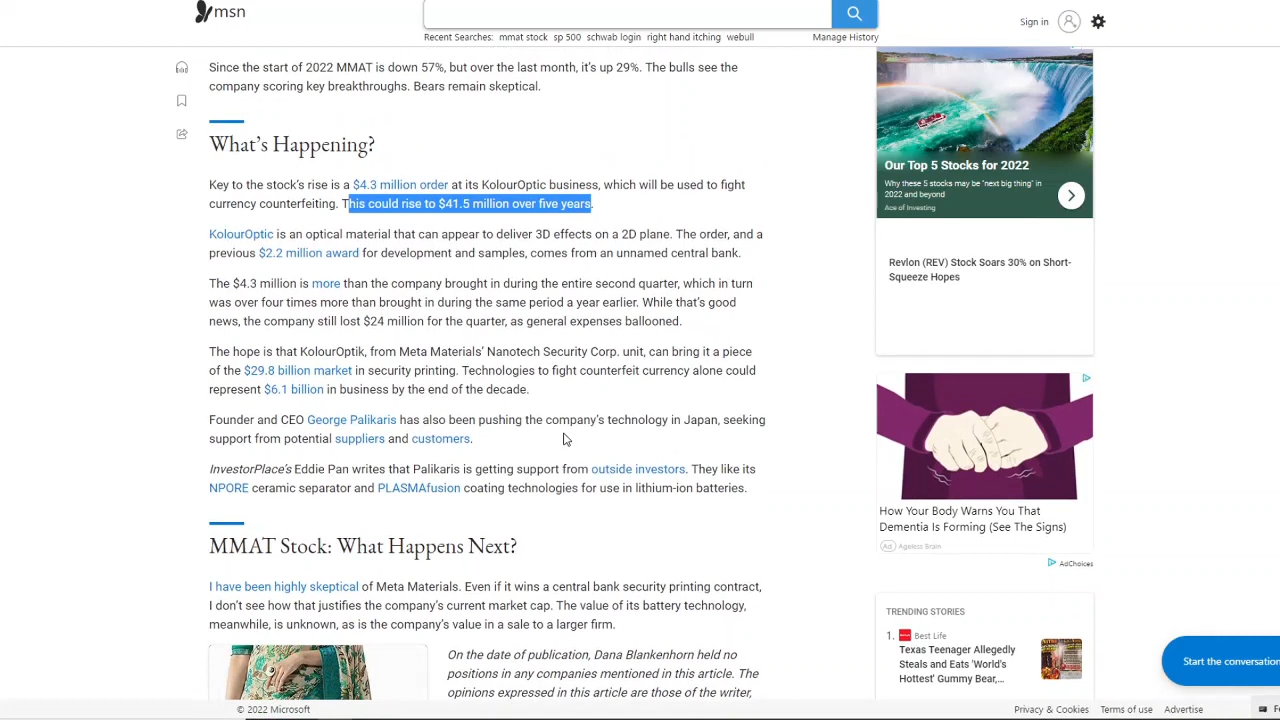 msn
Sign in
Recent Searches: mmat stock sp 500 schwab login right hand itching webull Manage History
Since the start of 2022 MMAT is down 57%, but over the last month, it's up 29%. The bulls see the
company scoring key breakthroughs. Bears remain skeptical.
What's Happening?
Key to the stock's rise is a $4.3 million order at its KolourOptic business, which will be used to fight
currency counterfeiting. This could rise to $41.5 million over five years.
KolourOptic is an optical material that can appear to deliver 3D effects on a 2D plane. The order, and a
previous $2.2 million award for development and samples, comes from an unnamed central bank.
The $4.3 million is more than the company brought in during the entire second quarter, which in turn
was over four times more than brought in during the same period a year earlier. While that's good
news, the company still lost $24 million for the quarter, as general expenses ballooned.
The hope is that KolourOptik, from Meta Materials' Nanotech Security Corp. unit, can bring it a piece
of the $29.8 billion market in security printing. Technologies to fight counterfeit currency alone could
represent $6.1 billion in business by the end of the decade.
Founder and CEO George Palikaris has also been pushing the company's technology in Japan, seeking
support from potential suppliers and customers.
InvestorPlace's Eddie Pan writes that Palikaris is getting support from outside investors. They like its
NPORE ceramic separator and PLASMAfusion coating technologies for use in lithium-ion batteries.
MMAT Stock: What Happens Next?
I have been highly skeptical of Meta Materials. Even if it wins a central bank security printing contract,
I don't see how that justifies the company's current market cap. The value of its battery technology,
meanwhile, is unknown, as is the company's value in a sale to a larger firm.
On the date of publication, Dana Blankenhorn held no
positions in any companies mentioned in this article. The
opinions expressed in this article are those of the writer,
Our Top 5 Stocks for 2022
Why these 5 stocks may be "next big thing" in
2022 and beyond
Ace of Investing
Revlon (REV) Stock Soars 30% on Short-
Squeeze Hopes
How Your Body Warns You That
Dementia Is Forming (See The Signs)
Ad Ageless Brain
AdChoices
TRENDING STORIES
1. Best Life
Texas Teenager Allegedly
Steals and Eats 'World's
Hottest' Gummy Bear,...
Start the conversation
© 2022 Microsoft
Privacy & Cookies Terms of use Advertise